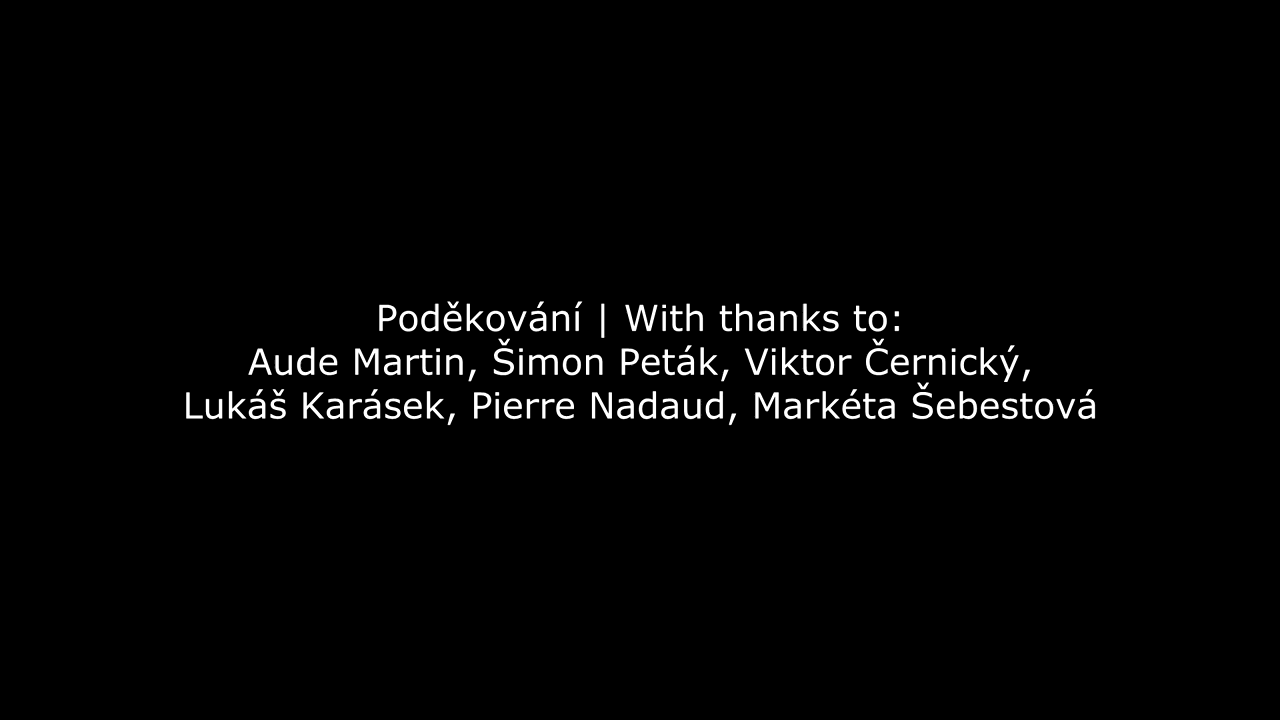 Poděkování | With thanks to:
Aude Martin, Šimon Peták, Viktor Černický,
Lukáš Karásek, Pierre Nadaud, Markéta Šebestová